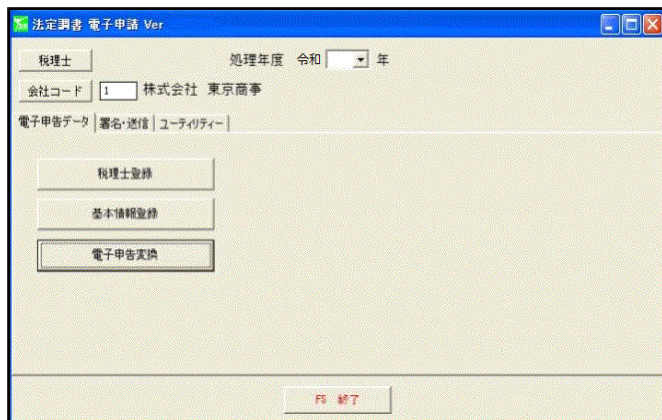 法定調書 電子申請 Ver
税理士 処理年度 令和 年
会社コード 1 株式会社 東京商事
電子申告データ 署名・送信 ユーティリティー
税理士登録
基本情報登録
電子申告変換
F5 終了